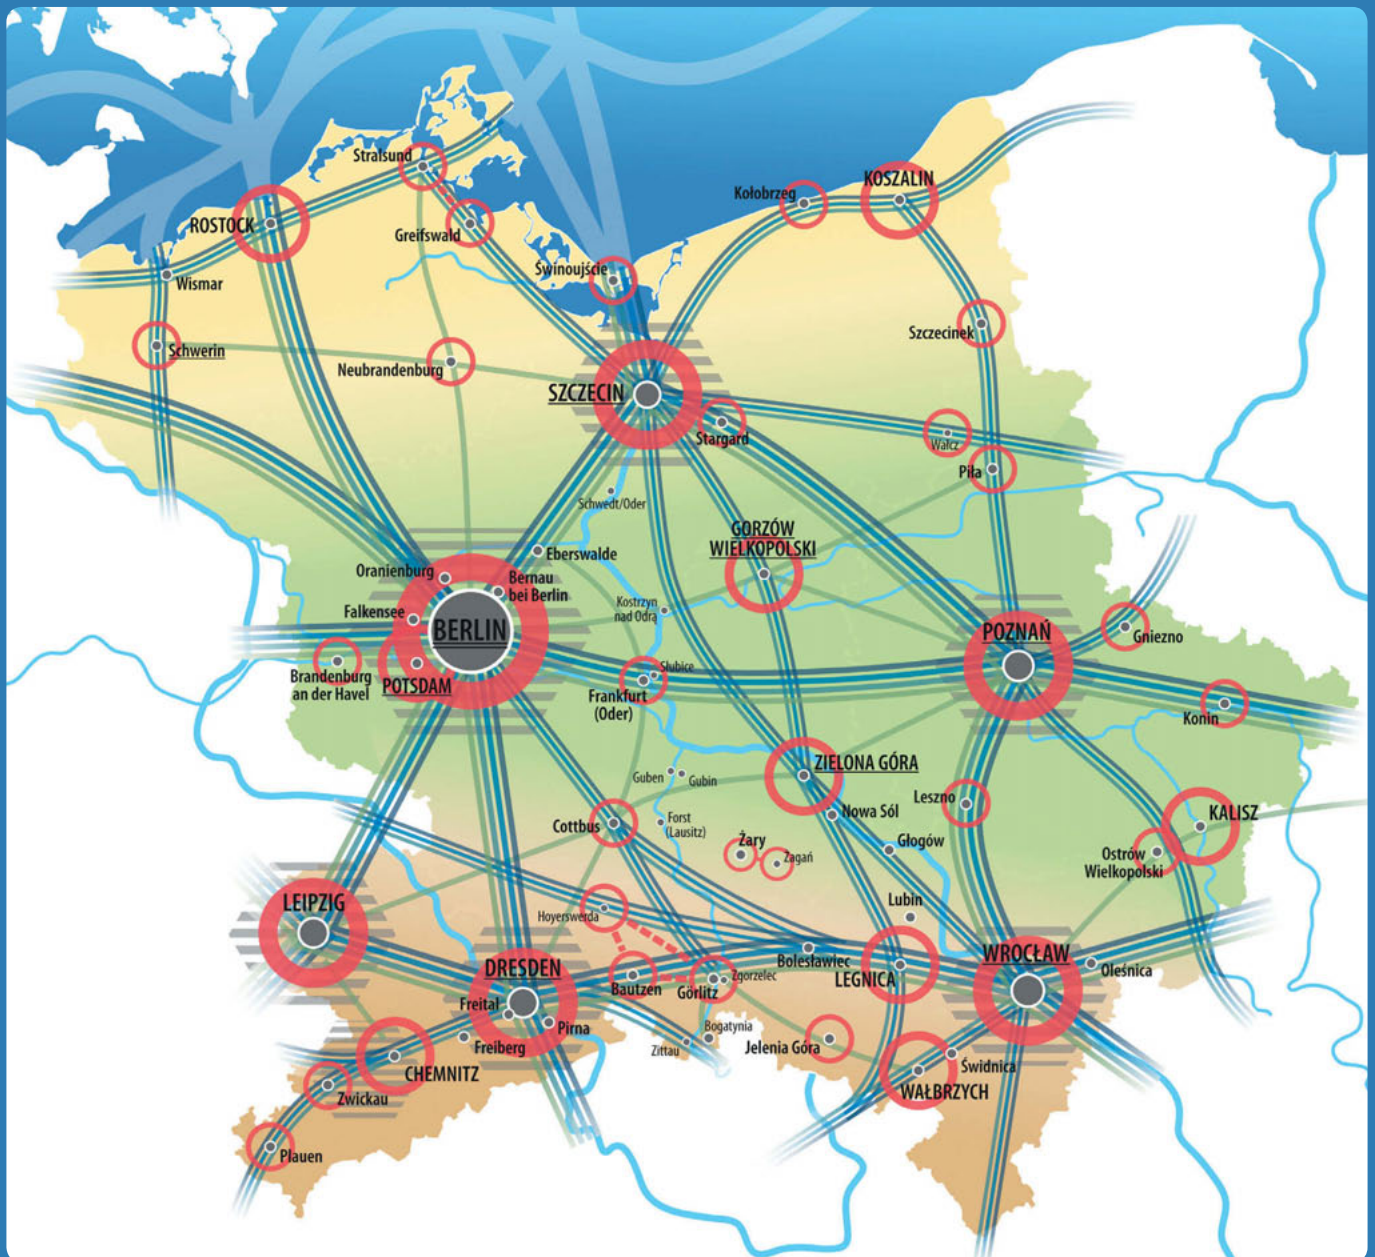 Stralsund
KOSZALIN
Kołobrzeg
ROSTOCK
Greifswald
Świnoujście
Wismar
Szczecinek
Schwerin
Neubrandenburg
SZCZECIN
Stargard
Wałcz
Piła
Schwedt/Oder
GORZÓW
WIELKOPOLSKI
Eberswalde
Oranienburg
Bernau
bei Berlin
Falkensee
Kostrzyn
nad Odrą
BERLIN
POZNAŃ
Gniezno
Brandenburg
an der Havel
POTSDAM
Słubice
Frankfurt
(Oder)
Konin
ZIELONA GÓRA
Guben
Gubin
Leszno
Nowa Sól
KALISZ
Cottbus
Forst
(Lausitz)
Żary
Żagań
Głogów
Ostrów
Wielkopolski
LEIPZIG
Hoyerswerda
Lubin
DRESDEN
Bolesławiec
WROCŁAW
Oleśnica
LEGNICA
Bautzen
Görlitz
Zgorzelec
Freital
Pirna
Bogatynia
Zittau
Freiberg
Jelenia Góra
CHEMNITZ
Świdnica
WAŁBRZYCH
Zwickau
Plauen